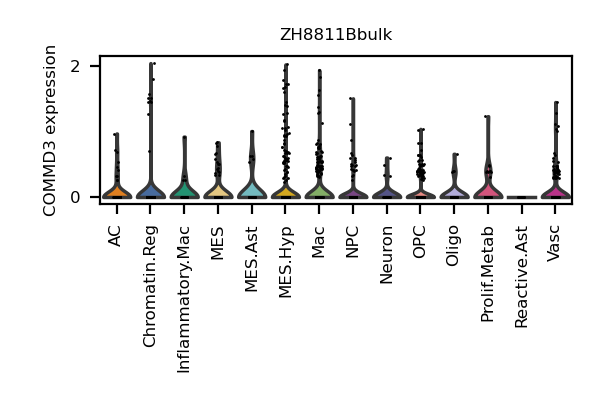 ZH8811Bbulk
COMMD3 expression
2
0
AC
Chromatin.Reg
Inflammatory.Mac
MES
MES.Ast
MES.Hyp
Mac
NPC
Neuron
OPC
Oligo
Prolif.Metab
Reactive.Ast
Vasc